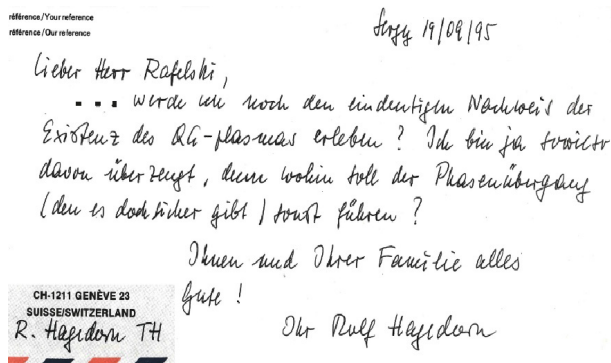 référence/Your reference
référence/Our reference
Sergy 19/09/95
Lieber Herr Rafelski,
... werde ich noch den eindeutigen Nachweis der
Existenz des QG-plasmas erleben? Ich bin ja sowieso
davon überzeugt, denn wohin soll der Phasenübergang
(den es doch sicher gibt) sonst führen?
Ihnen und Ihrer Familie alles
Gute!
CH-1211 GENÈVE 23
SUISSE/SWITZERLAND
R. Hagedorn TH
Ihr Rolf Hagedorn